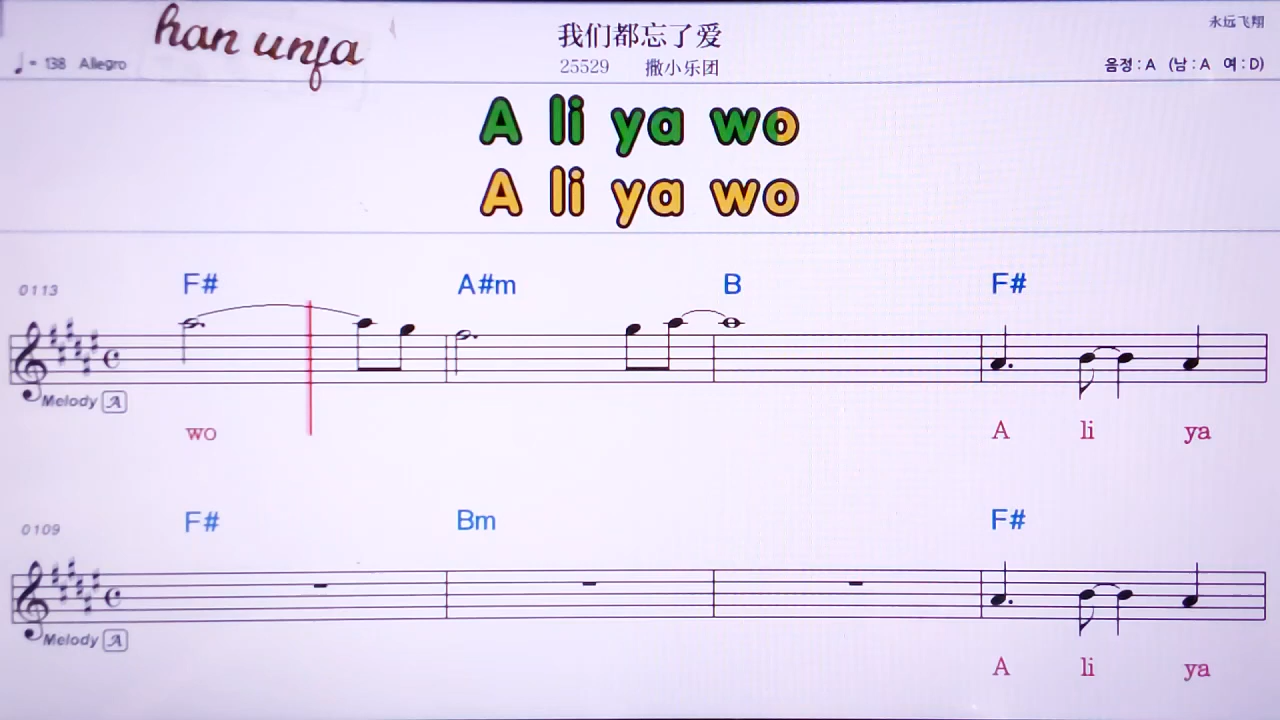 han unfa
我们都忘了爱
永远飞翔
♩= 138 Allegro
25529 撒小乐团
음정 : A (남 : A 여 : D)
A li ya wo
A li ya wo
0113
F# A#m B F#
Melody A
wo A li ya
0109
F# Bm F#
Melody A
A li ya